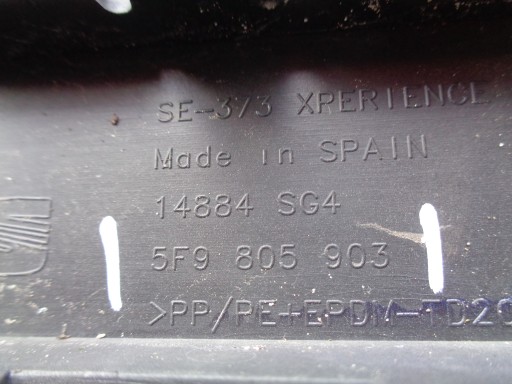 SE-373 XPERIENCE
Made in SPAIN
14884 SG4
5F9 805 903
>PP/PE+EPDM-TD20